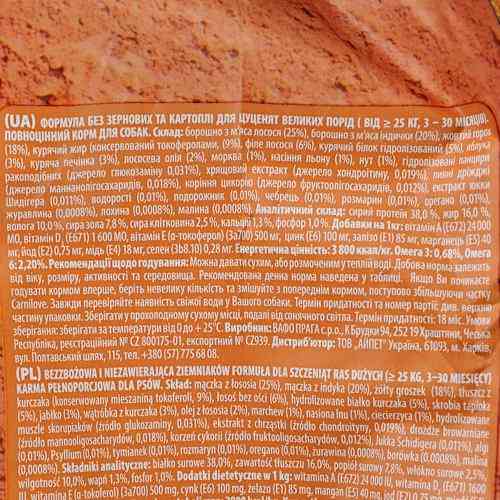 (UA) ФОРМУЛА БЕЗ ЗЕРНОВИХ ТА КАРТОПЛІ ДЛЯ ЦУЦЕНЯТ ВЕЛИКИХ ПОРІД ( ВІД ≥ 25 КГ, 3 – 30 МІСЯЦІВ).
ПОВНОЦІННИЙ КОРМ ДЛЯ СОБАК. Склад: борошно з м'яса лосося (25%), борошно з м'яса індички (20%), жовтий горох
(18%), курячий жир (консервований токоферолами, (9%), філе лосося (6%), курячий білок гідролізований (5%), яблука
(3%), куряча печінка (3%), лососева олія (2%), морква (1%), насіння льону (1%), нут (1%), гідролізовані панцирі
ракоподібних (джерело глюкозаміну 0,031%), хрящовий екстракт (джерело хондроїтину, 0,019%), пивні дріжджі
(джерело маннанолігосахаридів, 0,018%), коріння цикорію (джерело фруктоолігосахаридів, 0,012%), екстракт юкки
Шидігера (0,011%), водорості (0,01%), подорожник (0,01%), чебрець (0,01%), розмарин (0,01%), орегано (0,01%),
журавлина (0,0008%), лохина (0,0008%), малина (0,0008%). Аналітичний склад: сирий протеїн 38,0 %, жир 16,0 %,
волога 10,0 %, сира зола 7,8%, сира клітковина 2,5%, кальцій 1,3%, фосфор 1,0%. Добавки на 1кг: вітамін A (E672) 24 000
МО, вітамін D, (E671) 1 600 МО, вітамін E (α-токоферол) (3a700) 500 мг, цинк (E6) 100 мг, залізо (E1) 85 мг, марганець (E5) 40
мг, йод (E2) 0,75 мг, мідь (E4) 18 мг, селен (3b8.10) 0,28 мг. Енергетична цінність: 3 800 ккал/кг. Омега 3: 0,68%, Омега
6: 2,20%. Рекомендації щодо годування: Можна давати сухим, або розмоченим у теплій воді. Добова норма залежить
від виду, розміру, активності та середовища. Рекомендована денна норма наведена у таблиці. Якщо Ви починаєте
годувати кормом вперше, беріть невелику кількість та змішуйте з попереднім кормом, поступово збільшуючи частку
Carnilove. Завжди перевіряйте наявність свіжої води у Вашого собаки. Термін придатності та номер партії: див. верхню
частину упаковки. Зберігати у прохолодному сухому місці, подалі від сонячного світла. Термін придатності: 18 міс. Умови
зберігання: зберігати за температури від 0 до + 25°C. Виробник: ВАФО ПРАГА с.р.о., К Брудки 94, 252 19 Храштяни, Чеська
Республіка, реєстраційний № CZ 800175-01, експортний № CZ939. Дистриб'ютор: ТОВ „АЙПЕТ" Україна, 61093, м. Харків,
вул. Полтавський шлях, 115, тел. +380 (57) 775 68 08.
(PL) BEZZBOŻOWA I NIEZAWIERAJĄCA ZIEMNIAKÓW FORMUŁA DLA SZCZENIĄT RAS DUŻYCH (≥ 25 KG, 3–30 MIESIĘCY)
KARMA PEŁNOPORCJOWA DLA PSÓW. Skład: mączka z łososia (25%), mączka z indyka (20%), żółty groszek (18%), tłuszcz z
kurczaka (konserwowany mieszaniną tokoferoli, 9%), łosoś bez ości (6%), hydrolizowane białko kurczaka (5%), skrobia tapiokowa
(5%), jabłko (3%), wątróbka z kurczaka (3%), olej z łososia (2%), marchew (1%), nasiona lnu (1%), ciecierzyca (1%), hydrolizowane
muszle skorupiaków (źródło glukozaminy, 0,031%), ekstrakt z chrząstki (źródło chondroityny, 0,019%), drożdże browarniane
(źródło mannooligosacharydów, 0,018%), korzeń cykorii (źródło fruktooligosacharydów, 0,012%), Jukka Schidigera (0,011%), algi
(0,01%), Psyllium (0,01%), tymianek (0,01%), rozmaryn (0,01%), oregano (0,01%), żurawina (0,0008%), borówka (0,0008%), malina
(0,0008%). Składniki analityczne: białko surowe 38,0%, zawartość tłuszczu 16,0%, popiół surowy 7,8%, włókno surowe 2,5%,
wilgotność 10,0%, wapń 1,3%, fosfor 1,0%. Dodatki dietetyczne w 1 kg: witamina A (E672) 24 000 IU, witamina D, (E671) 1600
IU, witamina E (α-tokoferol) (3a700) 500 mg, cynk (E6) 100 mg, żelazo (E1) 85 mg, mangan (E5) 40 mg,